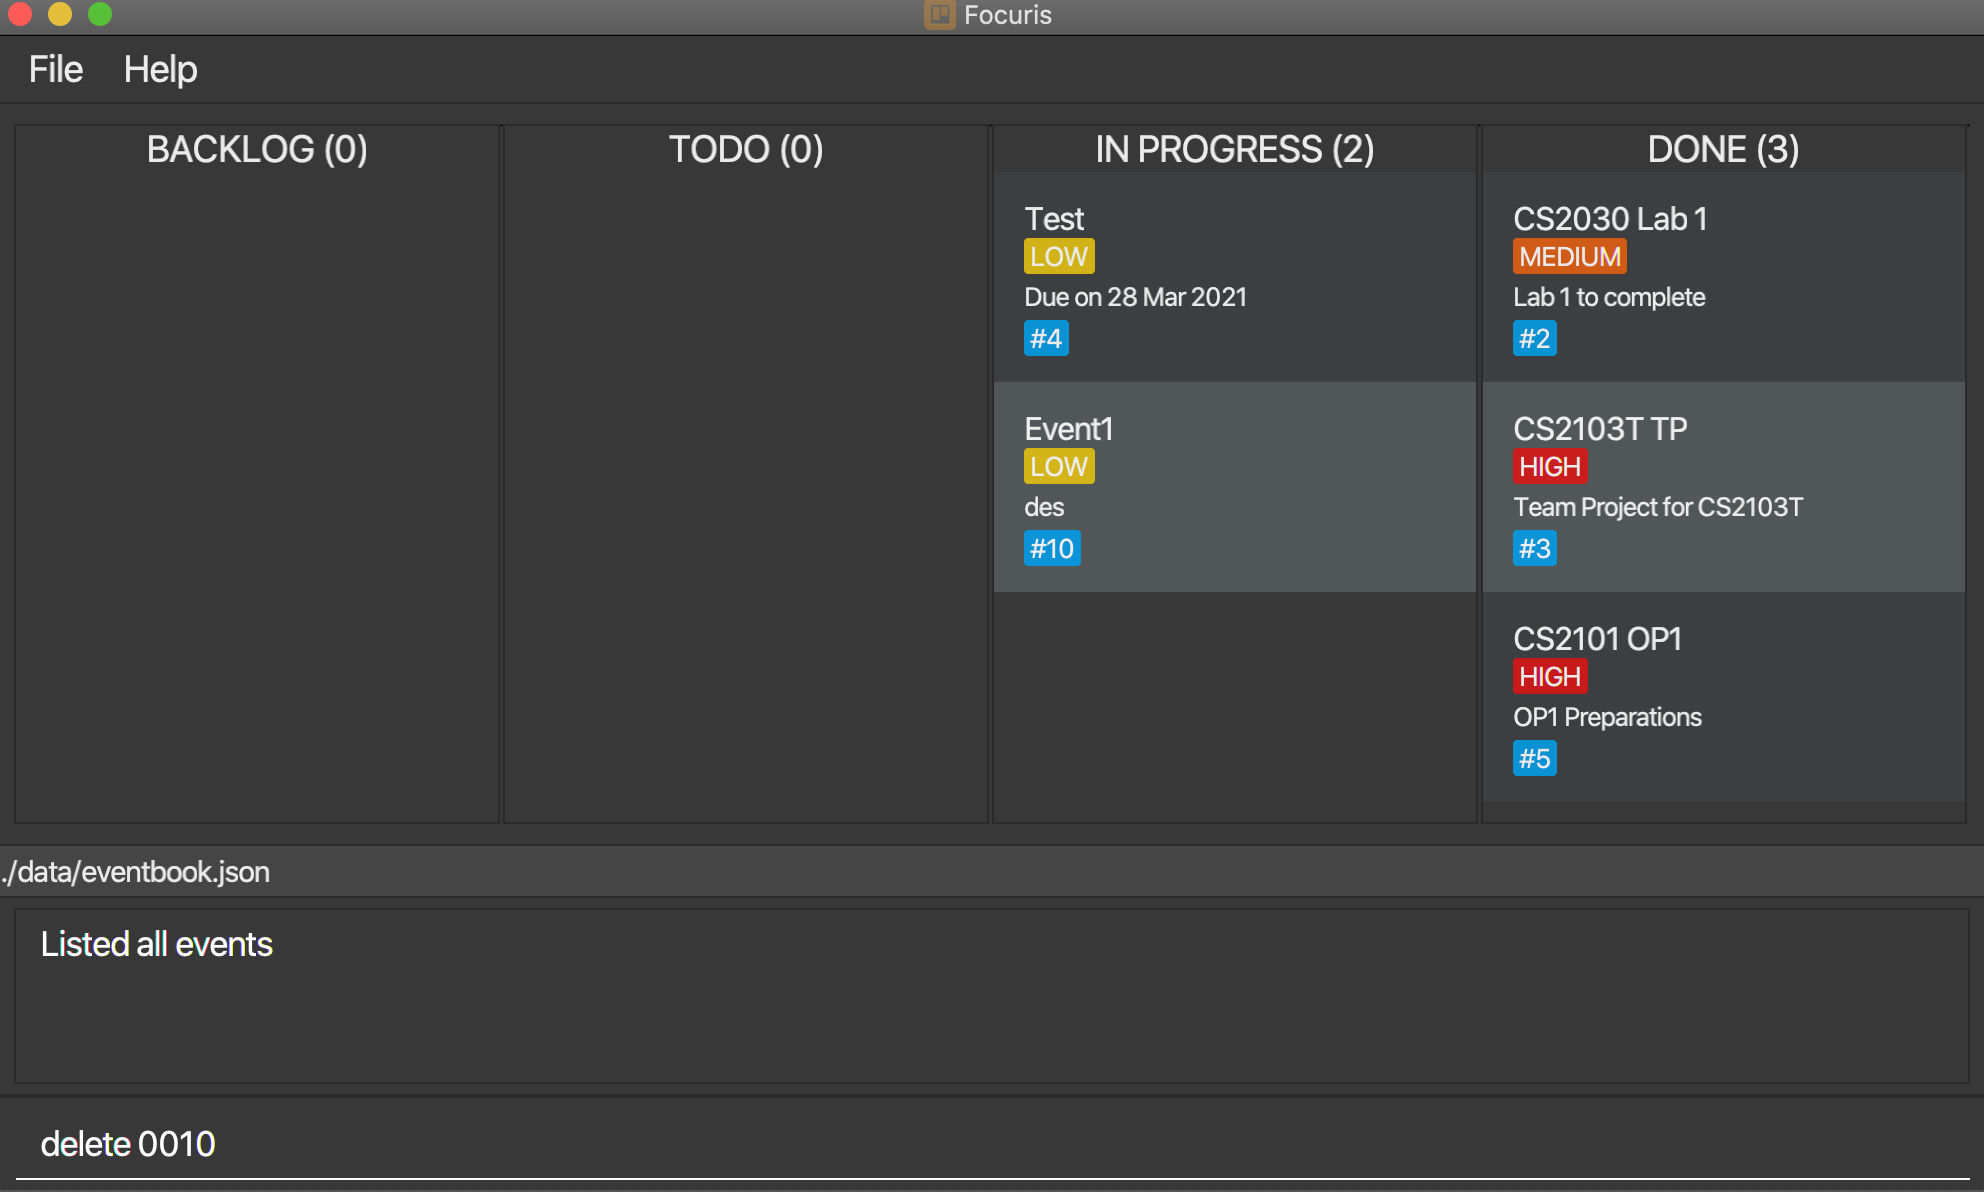 Focuris
File Help
BACKLOG (0)
TODO (0)
IN PROGRESS (2)
Test
LOW
Due on 28 Mar 2021
#4
Event1
LOW
des
#10
DONE (3)
CS2030 Lab 1
MEDIUM
Lab 1 to complete
#2
CS2103T TP
HIGH
Team Project for CS2103T
#3
CS2101 OP1
HIGH
OP1 Preparations
#5
./data/eventbook.json
Listed all events
delete 0010